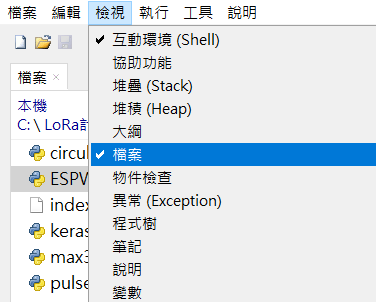 檔案 編輯 檢視 執行 工具 說明
互動環境 (Shell)
協助功能
堆疊 (Stack)
堆積 (Heap)
大綱
檔案
物件檢查
異常 (Exception)
程式樹
筆記
說明
變數
檔案 ×
本機
C: \ LoRa
circul
ESPW
index
keras
max3
pulse